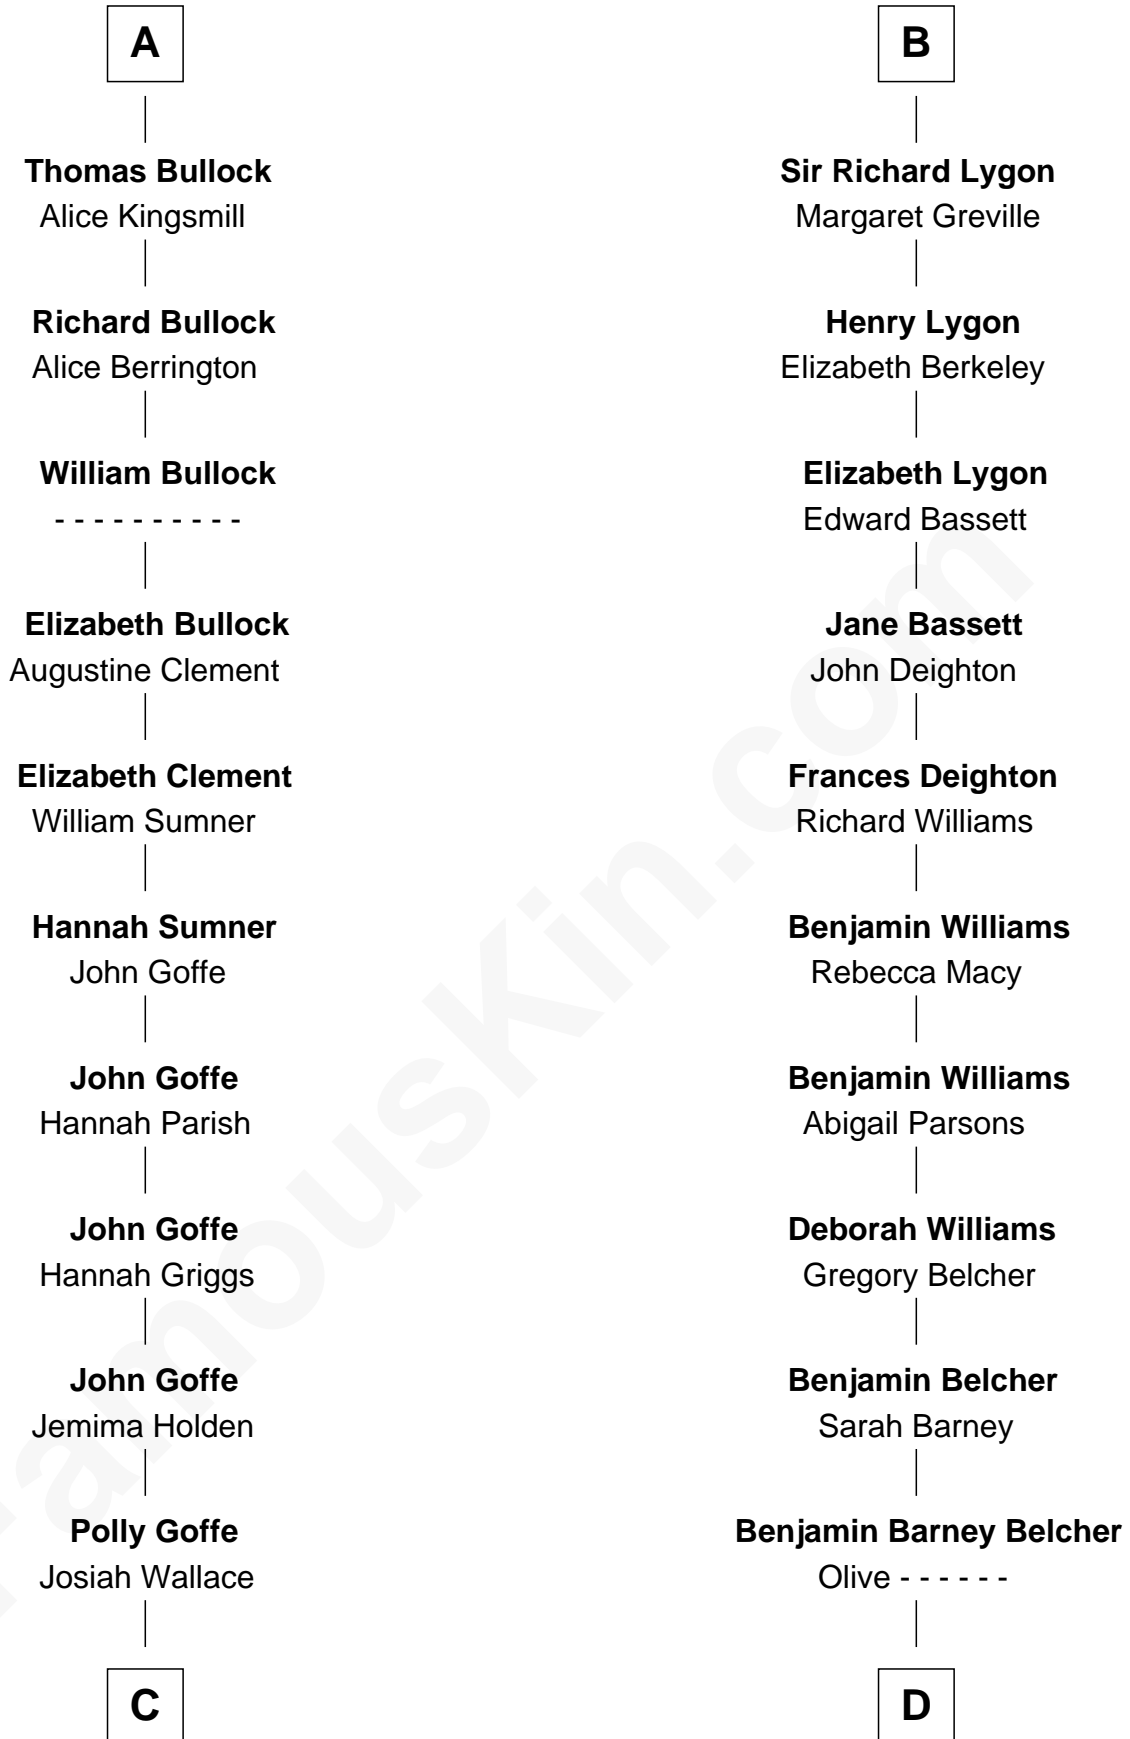 A
Thomas Bullock
Alice Kingsmill
Richard Bullock
Alice Berrington
William Bullock
- - - - - - - - - -
Elizabeth Bullock
Augustine Clement
Elizabeth Clement
William Sumner
Hannah Sumner
John Goffe
John Goffe
Hannah Parish
John Goffe
Hannah Griggs
John Goffe
Jemima Holden
Polly Goffe
Josiah Wallace
C
B
Sir Richard Lygon
Margaret Greville
Henry Lygon
Elizabeth Berkeley
Elizabeth Lygon
Edward Bassett
Jane Bassett
John Deighton
Frances Deighton
Richard Williams
Benjamin Williams
Rebecca Macy
Benjamin Williams
Abigail Parsons
Deborah Williams
Gregory Belcher
Benjamin Belcher
Sarah Barney
Benjamin Barney Belcher
Olive - - - - - -
D
FamousKin.com